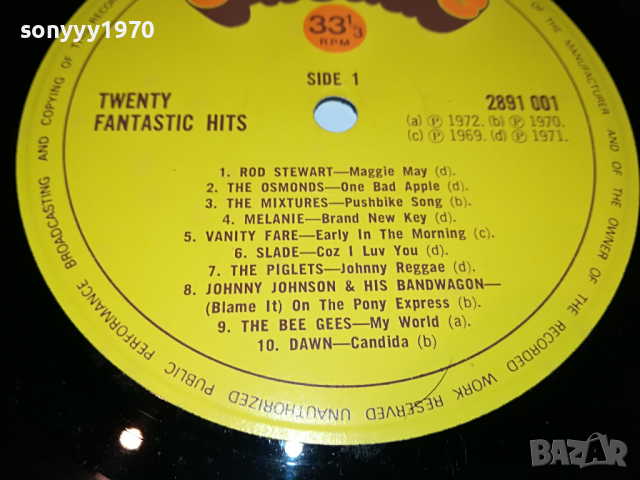 sonyyy1970
33 1/3
RPM
SIDE 1
TWENTY
FANTASTIC HITS
2891 001
(a) Ⓟ 1972. (b) Ⓟ 1970.
(c) Ⓟ 1969. (d) Ⓟ 1971.
1. ROD STEWART—Maggie May (d).
2. THE OSMONDS—One Bad Apple (d).
3. THE MIXTURES—Pushbike Song (b).
4. MELANIE—Brand New Key (d).
5. VANITY FARE—Early In The Morning (c).
6. SLADE—Coz I Luv You (d).
7. THE PIGLETS—Johnny Reggae (d).
8. JOHNNY JOHNSON & HIS BANDWAGON—
(Blame It) On The Pony Express (b).
9. THE BEE GEES—My World (a).
10. DAWN—Candida (b)
OF THE MANUFACTURER AND OF THE OWNER OF THE RECORDED WORK RESERVED UNAUTHORIZED PUBLIC PERFORMANCE BROADCASTING AND COPYING OF
BAZAR